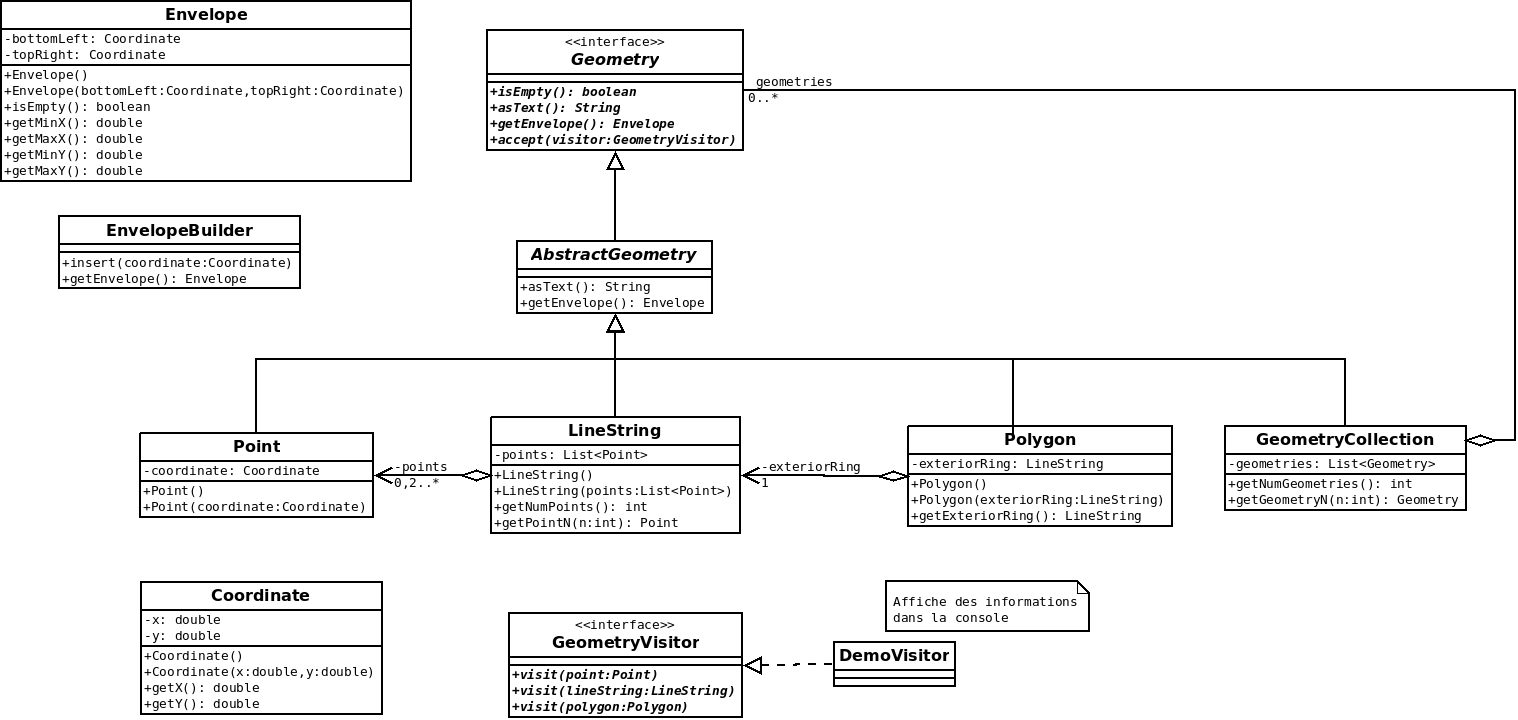 Envelope
-bottomLeft: Coordinate
-topRight: Coordinate
+Envelope()
+Envelope(bottomLeft:Coordinate,topRight:Coordinate)
+isEmpty(): boolean
+getMinX(): double
+getMaxX(): double
+getMinY(): double
+getMaxY(): double
<<interface>>
Geometry
+isEmpty(): boolean
+asText(): String
+getEnvelope(): Envelope
+accept(visitor:GeometryVisitor)
geometries
0..*
EnvelopeBuilder
+insert(coordinate:Coordinate)
+getEnvelope(): Envelope
AbstractGeometry
+asText(): String
+getEnvelope(): Envelope
Point
-coordinate: Coordinate
+Point()
+Point(coordinate:Coordinate)
-points
0,2..*
LineString
-points: List<Point>
+LineString()
+LineString(points:List<Point>)
+getNumPoints(): int
+getPointN(n:int): Point
-exteriorRing
1
Polygon
-exteriorRing: LineString
+Polygon()
+Polygon(exteriorRing:LineString)
+getExteriorRing(): LineString
GeometryCollection
-geometries: List<Geometry>
+getNumGeometries(): int
+getGeometryN(n:int): Geometry
Coordinate
-x: double
-y: double
+Coordinate()
+Coordinate(x:double,y:double)
+getX(): double
+getY(): double
<<interface>>
GeometryVisitor
+visit(point:Point)
+visit(lineString:LineString)
+visit(polygon:Polygon)
Affiche des informations
dans la console
DemoVisitor